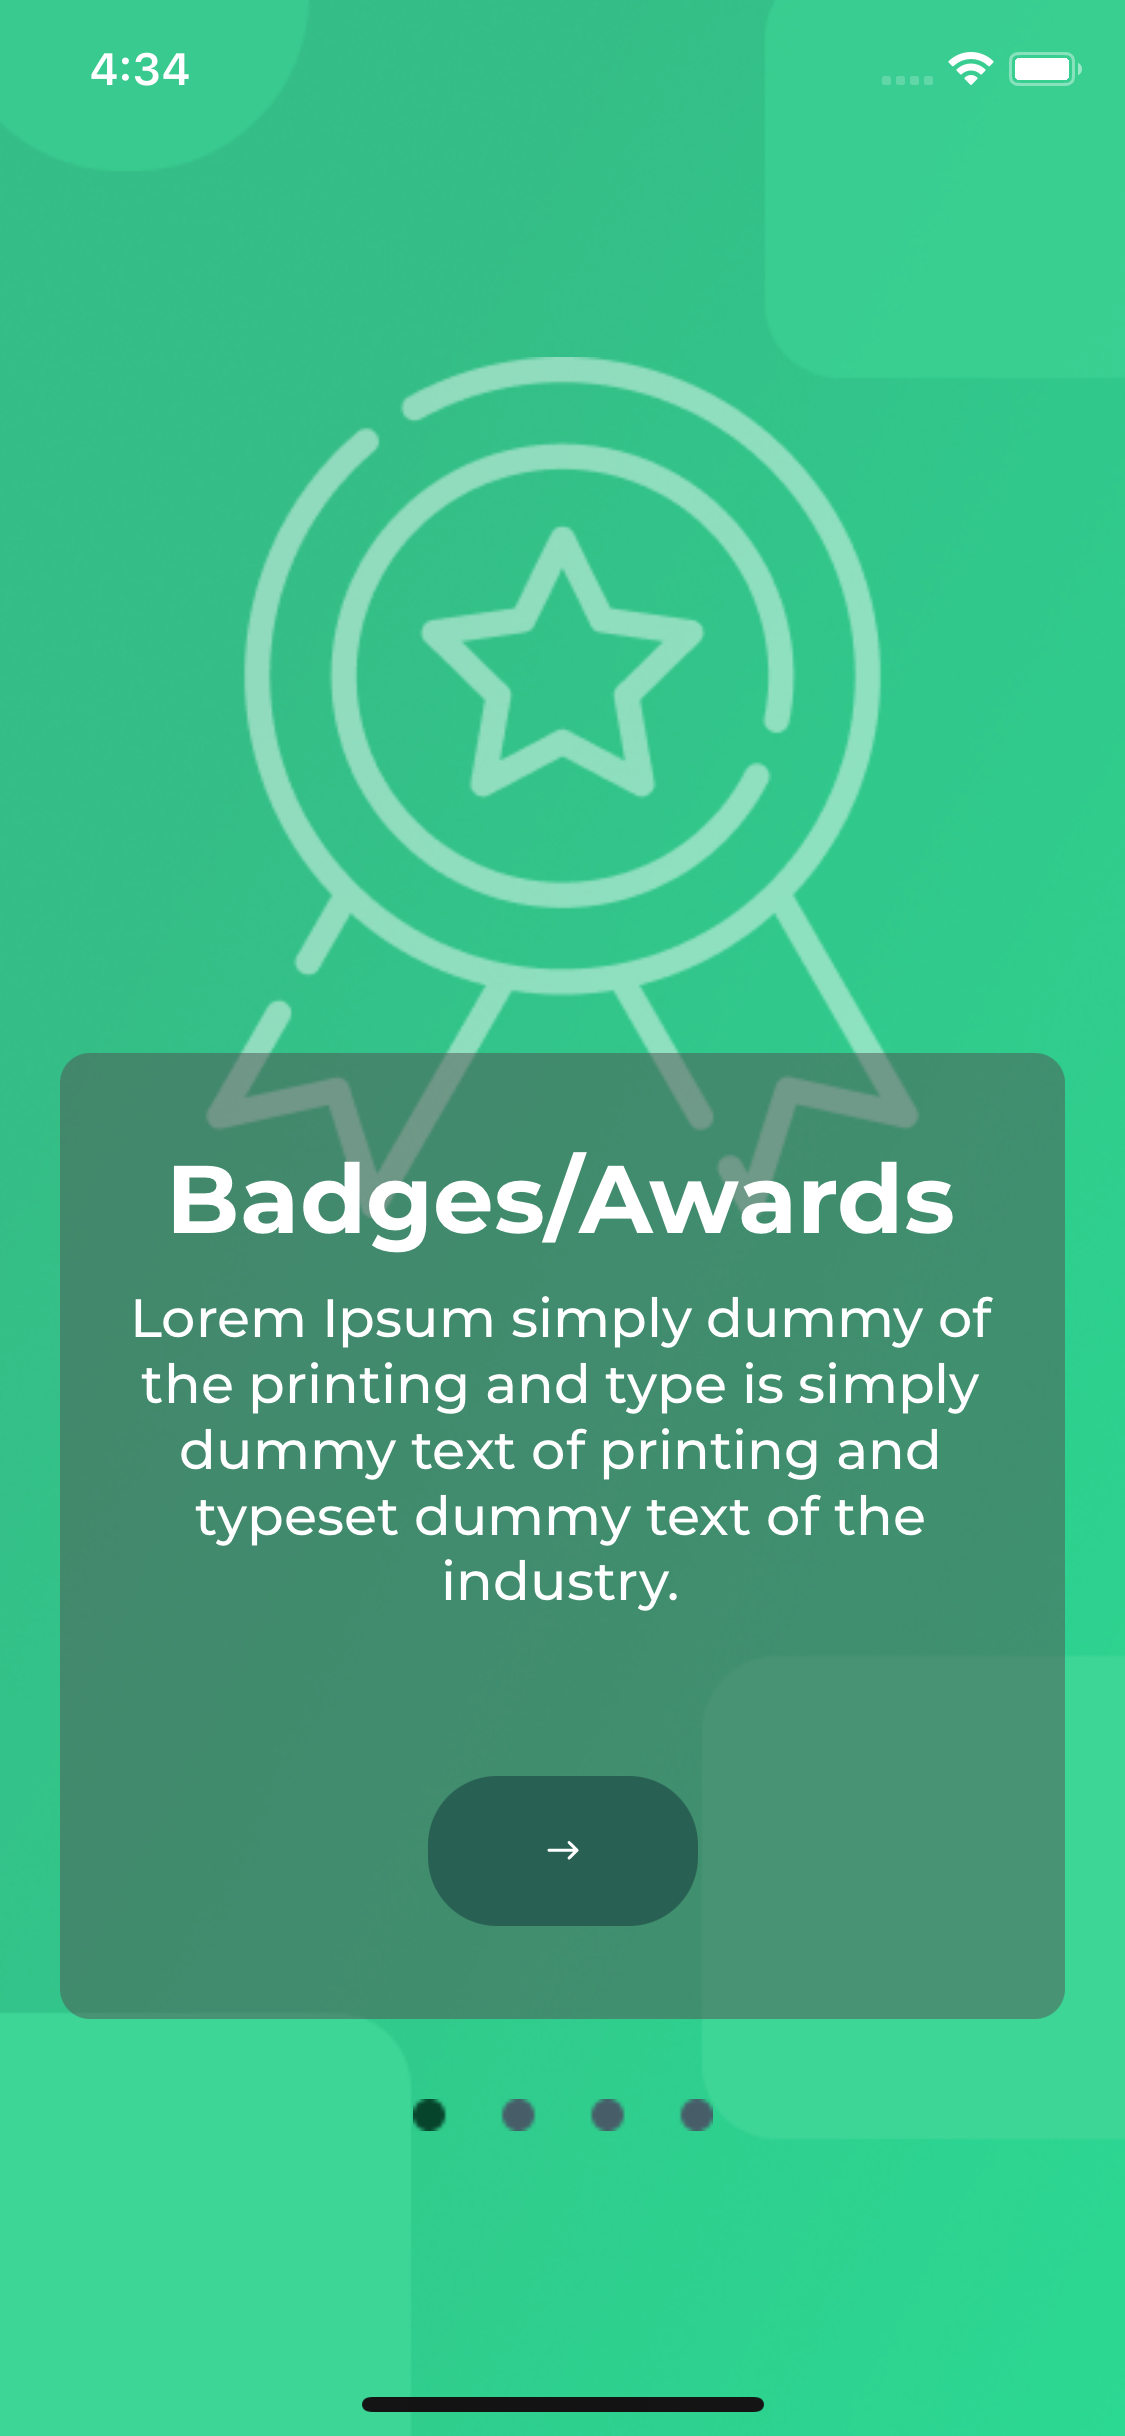 4:34
Badges/Awards
Lorem Ipsum simply dummy of
the printing and type is simply
dummy text of printing and
typeset dummy text of the
industry.